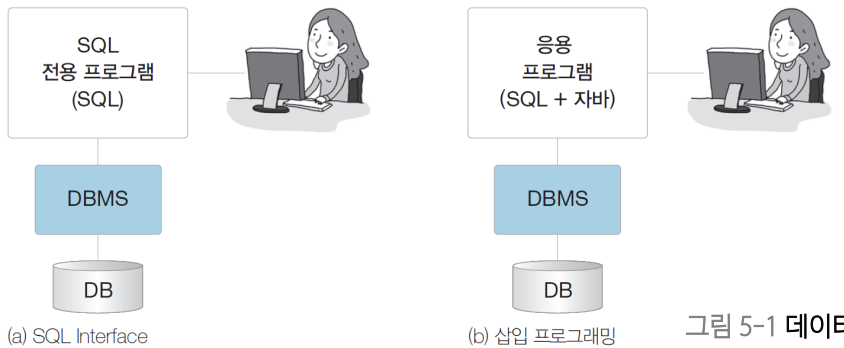 SQL
전용 프로그램
(SQL)
DBMS
DB
(a) SQL Interface
응용
프로그램
(SQL + 자바)
DBMS
DB
(b) 삽입 프로그래밍
그림 5-1 데이터